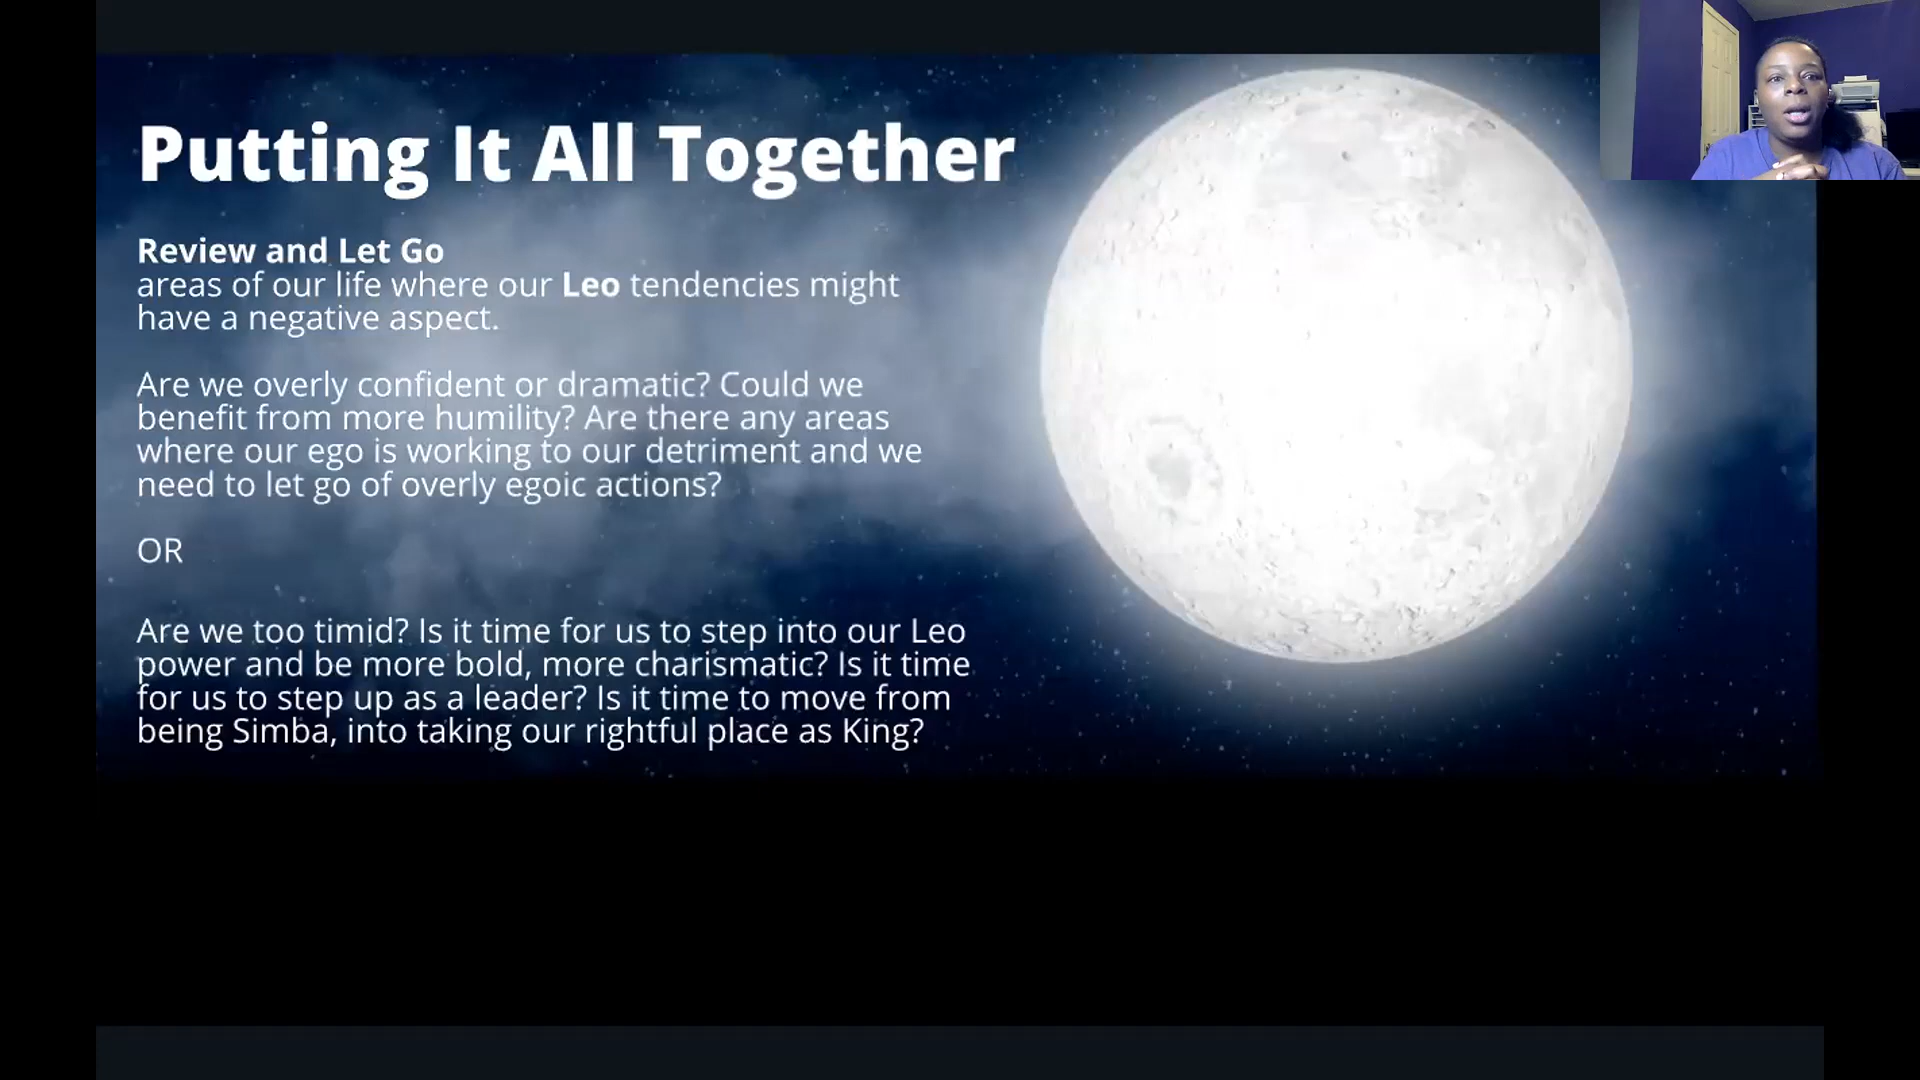 Putting It All Together
Review and Let Go
areas of our life where our Leo tendencies might
have a negative aspect.
Are we overly confident or dramatic? Could we
benefit from more humility? Are there any areas
where our ego is working to our detriment and we
need to let go of overly egoic actions?
OR
Are we too timid? Is it time for us to step into our Leo
power and be more bold, more charismatic? Is it time
for us to step up as a leader? Is it time to move from
being Simba, into taking our rightful place as King?